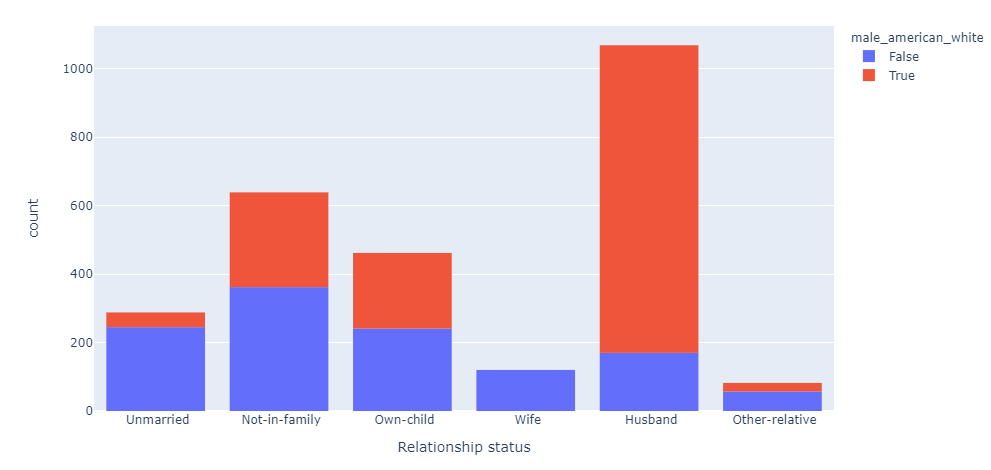 male_american_white
False
True
1000
800
600
400
200
0
count
Unmarried Not-in-family Own-child Wife Husband Other-relative
Relationship status